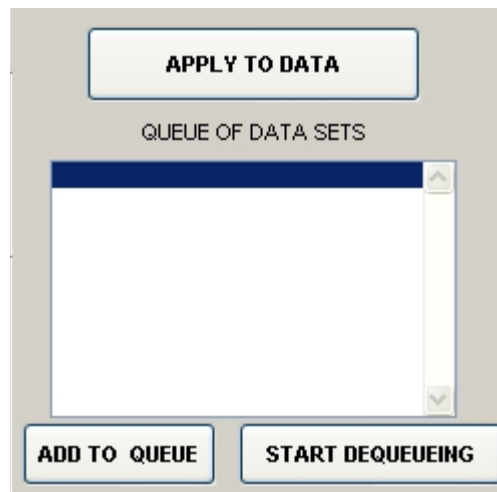 APPLY TO DATA
QUEUE OF DATA SETS
ADD TO QUEUE
START DEQUEUEING